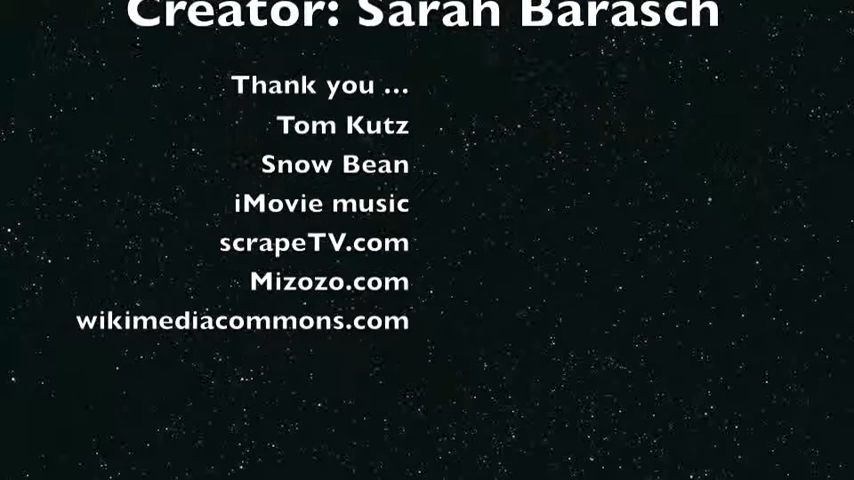 Creator: Sarah Barasch
Thank you ...
Tom Kutz
Snow Bean
iMovie music
scrapeTV.com
Mizozo.com
wikimediacommons.com